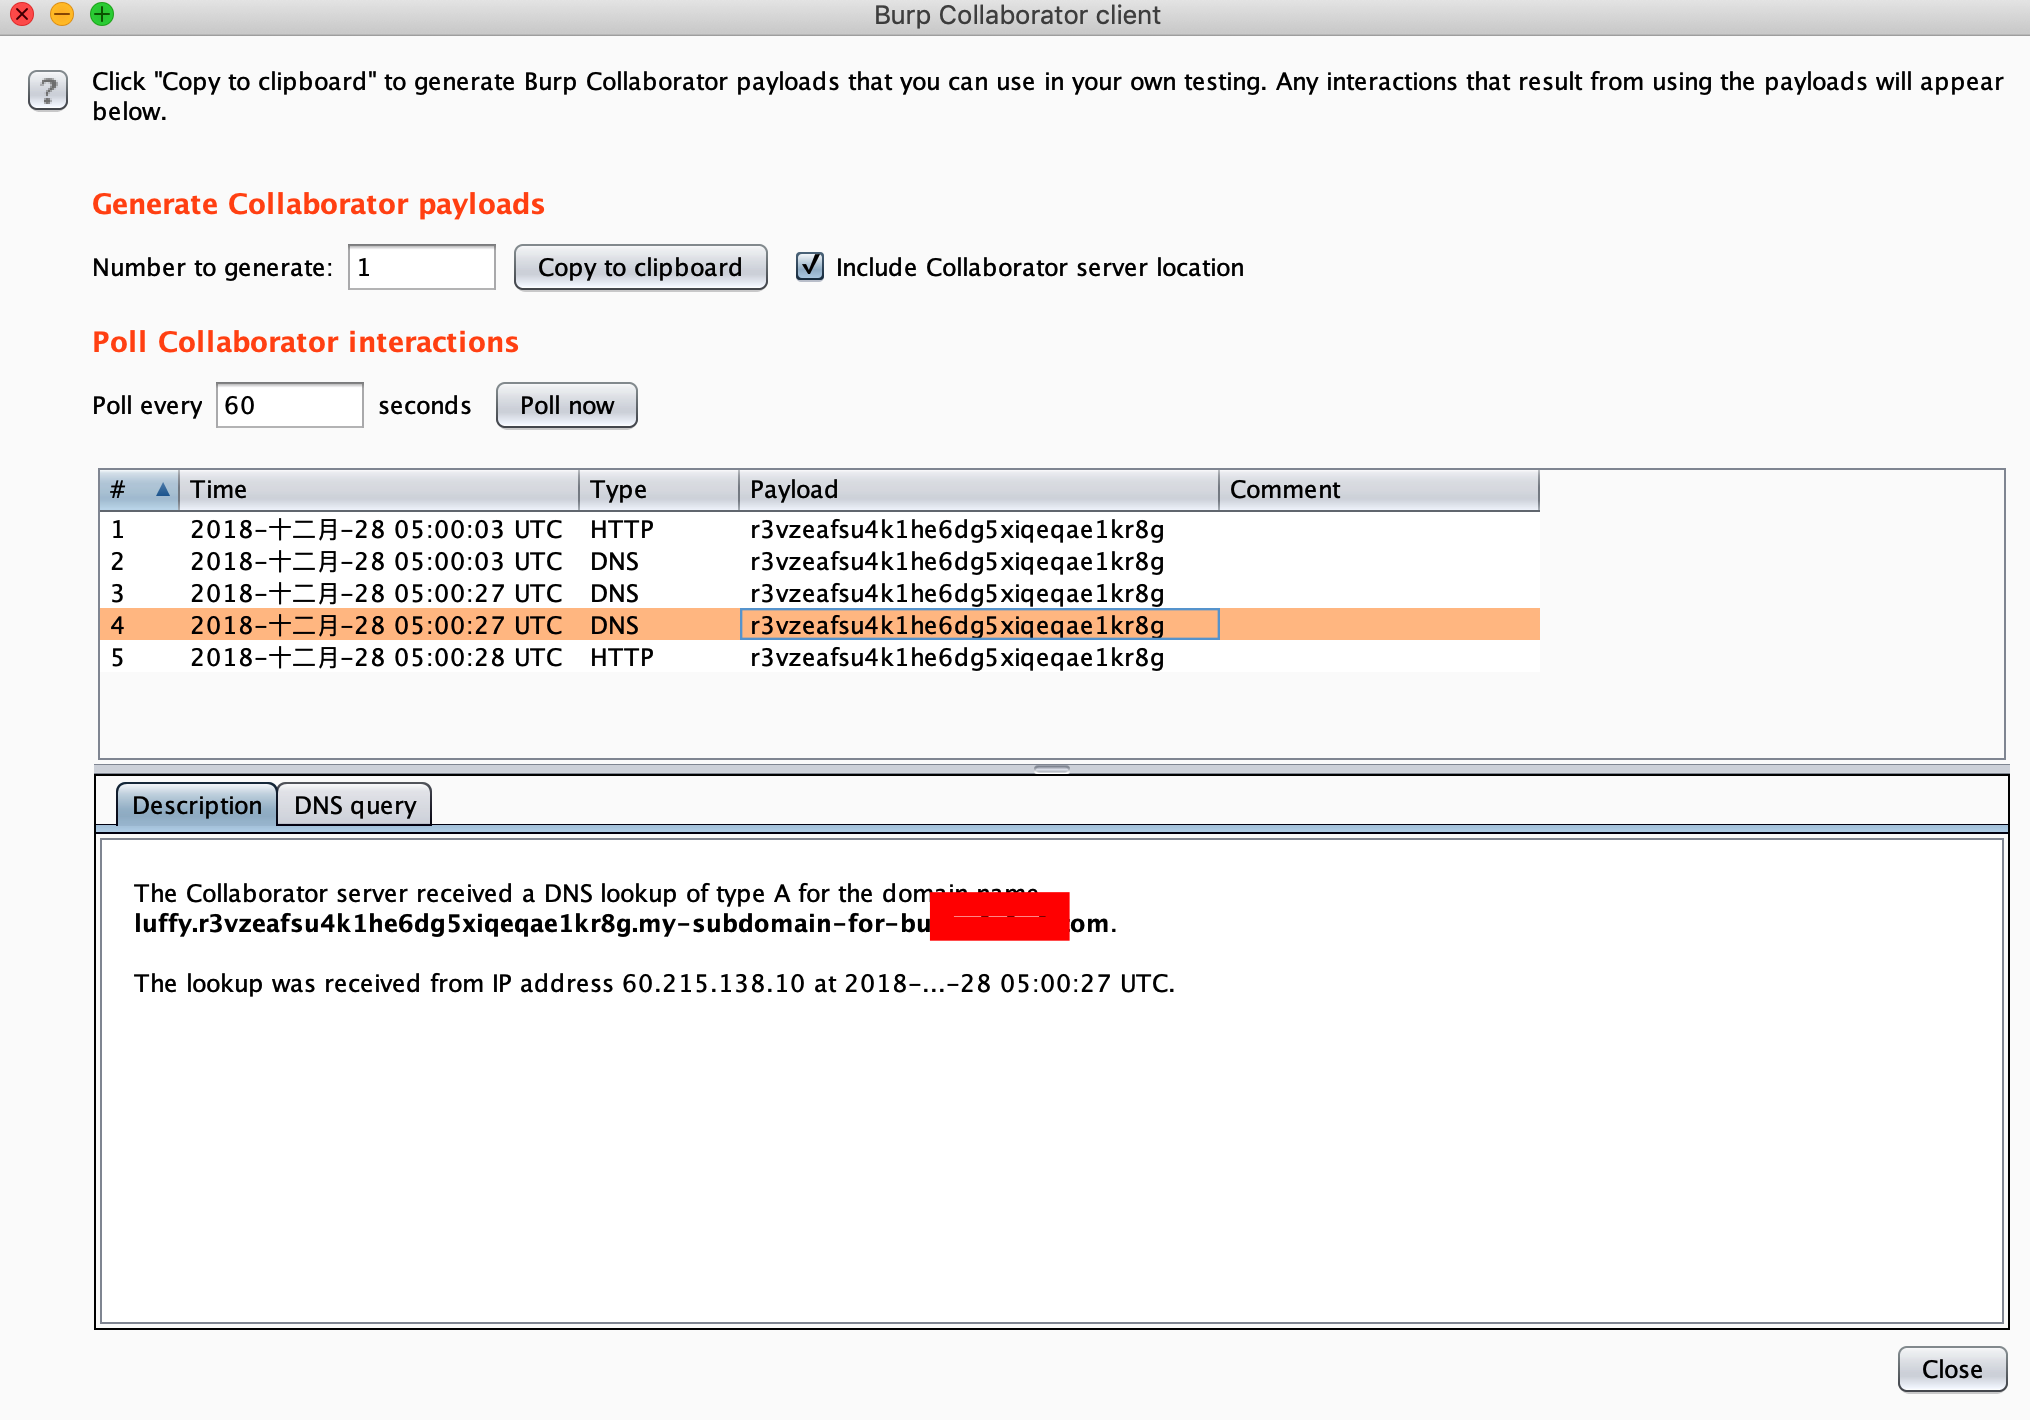 Burp Collaborator client
?
Click "Copy to clipboard" to generate Burp Collaborator payloads that you can use in your own testing. Any interactions that result from using the payloads will appear
below.
Generate Collaborator payloads
Number to generate: 1 Copy to clipboard Include Collaborator server location
Poll Collaborator interactions
Poll every 60 seconds Poll now
# Time Type Payload Comment
1 2018-十二月-28 05:00:03 UTC HTTP r3vzeafsu4k1he6dg5xiqeqae1kr8g
2 2018-十二月-28 05:00:03 UTC DNS r3vzeafsu4k1he6dg5xiqeqae1kr8g
3 2018-十二月-28 05:00:27 UTC DNS r3vzeafsu4k1he6dg5xiqeqae1kr8g
4 2018-十二月-28 05:00:27 UTC DNS r3vzeafsu4k1he6dg5xiqeqae1kr8g
5 2018-十二月-28 05:00:28 UTC HTTP r3vzeafsu4k1he6dg5xiqeqae1kr8g
Description DNS query
The Collaborator server received a DNS lookup of type A for the domain name
luffy.r3vzeafsu4k1he6dg5xiqeqae1kr8g.my-subdomain-for-bu om.
The lookup was received from IP address 60.215.138.10 at 2018-...-28 05:00:27 UTC.
Close